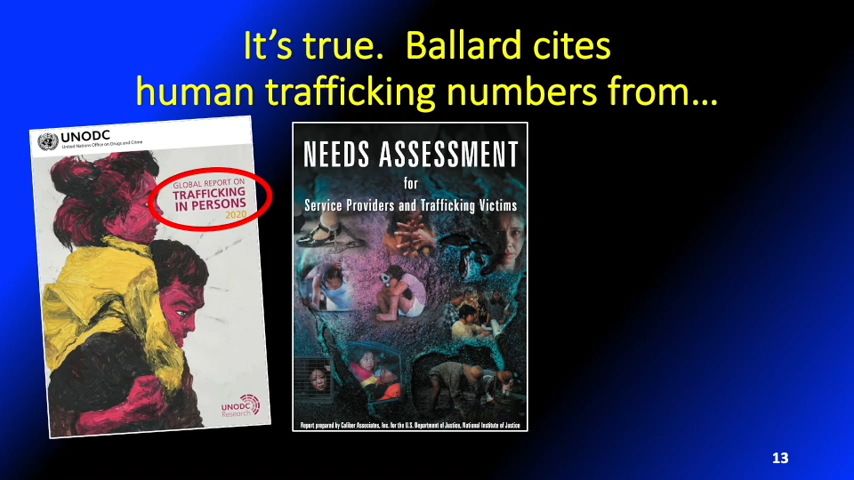 It's true.  Ballard cites
human trafficking numbers from…
UNODC
United Nations Office on Drugs and Crime
GLOBAL REPORT ON
TRAFFICKING
IN PERSONS
2020
UNODC
Research
NEEDS ASSESSMENT
for
Service Providers and Trafficking Victims
Report prepared by Caliber Associates, Inc. for the U.S. Department of Justice, National Institute of Justice
13